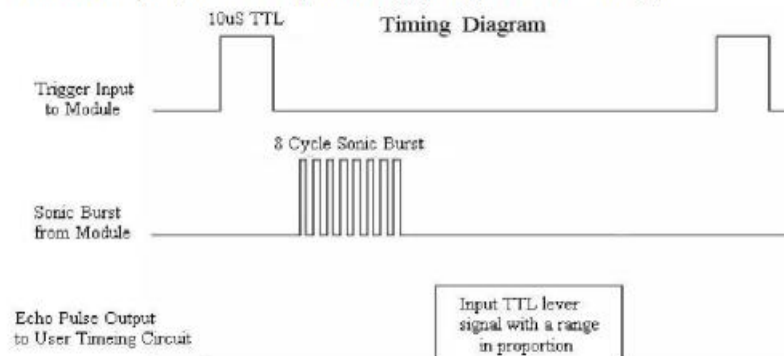 10uS TTL
Timing Diagram
Trigger Input
to Module
8 Cycle Sonic Burst
Sonic Burst
from Module
Echo Pulse Output
to User Timeing Circuit
Input TTL lever
signal with a range
in proportion